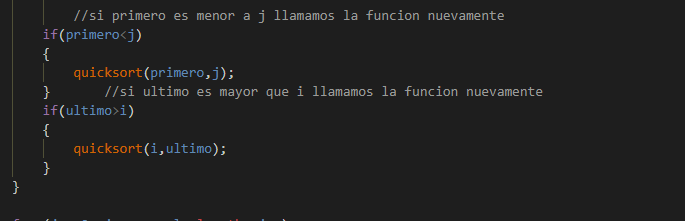 //si primero es menor a j llamamos la funcion nuevamente
if(primero<j)
{
quicksort(primero,j);
} //si ultimo es mayor que i llamamos la funcion nuevamente
if(ultimo>i)
{
quicksort(i,ultimo);
}
}